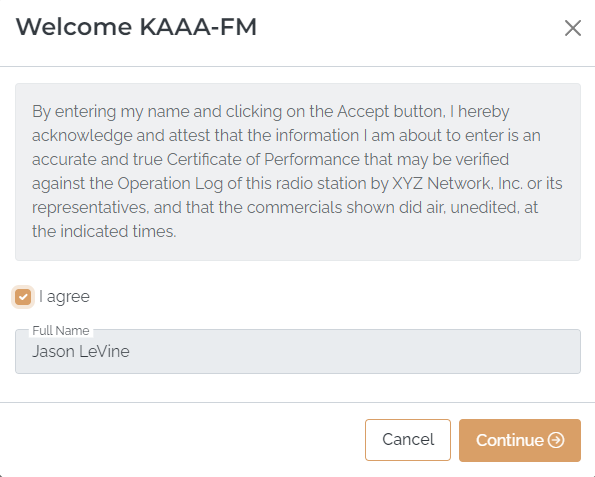 Welcome KAAA-FM
By entering my name and clicking on the Accept button, I hereby
acknowledge and attest that the information I am about to enter is an
accurate and true Certificate of Performance that may be verified
against the Operation Log of this radio station by XYZ Network, Inc. or its
representatives, and that the commercials shown did air, unedited, at
the indicated times.
I agree
Full Name
Jason LeVine
Cancel
Continue